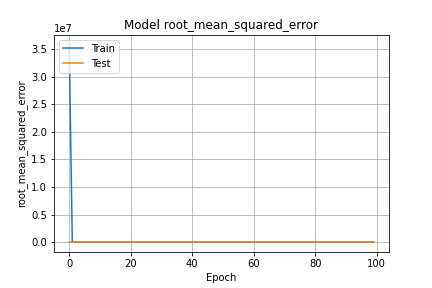 Model root_mean_squared_error
1e7
3.5
3.0
2.5
2.0
1.5
1.0
0.5
0.0
root_mean_squared_error
Train
Test
0 20 40 60 80 100
Epoch